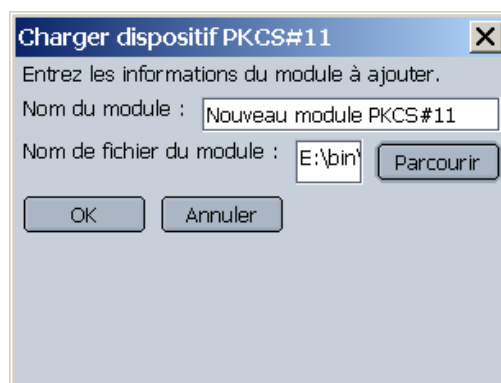 Charger dispositif PKCS#11
Entrez les informations du module à ajouter.
Nom du module : Nouveau module PKCS#11
Nom de fichier du module : E:\bin\ Parcourir
OK Annuler